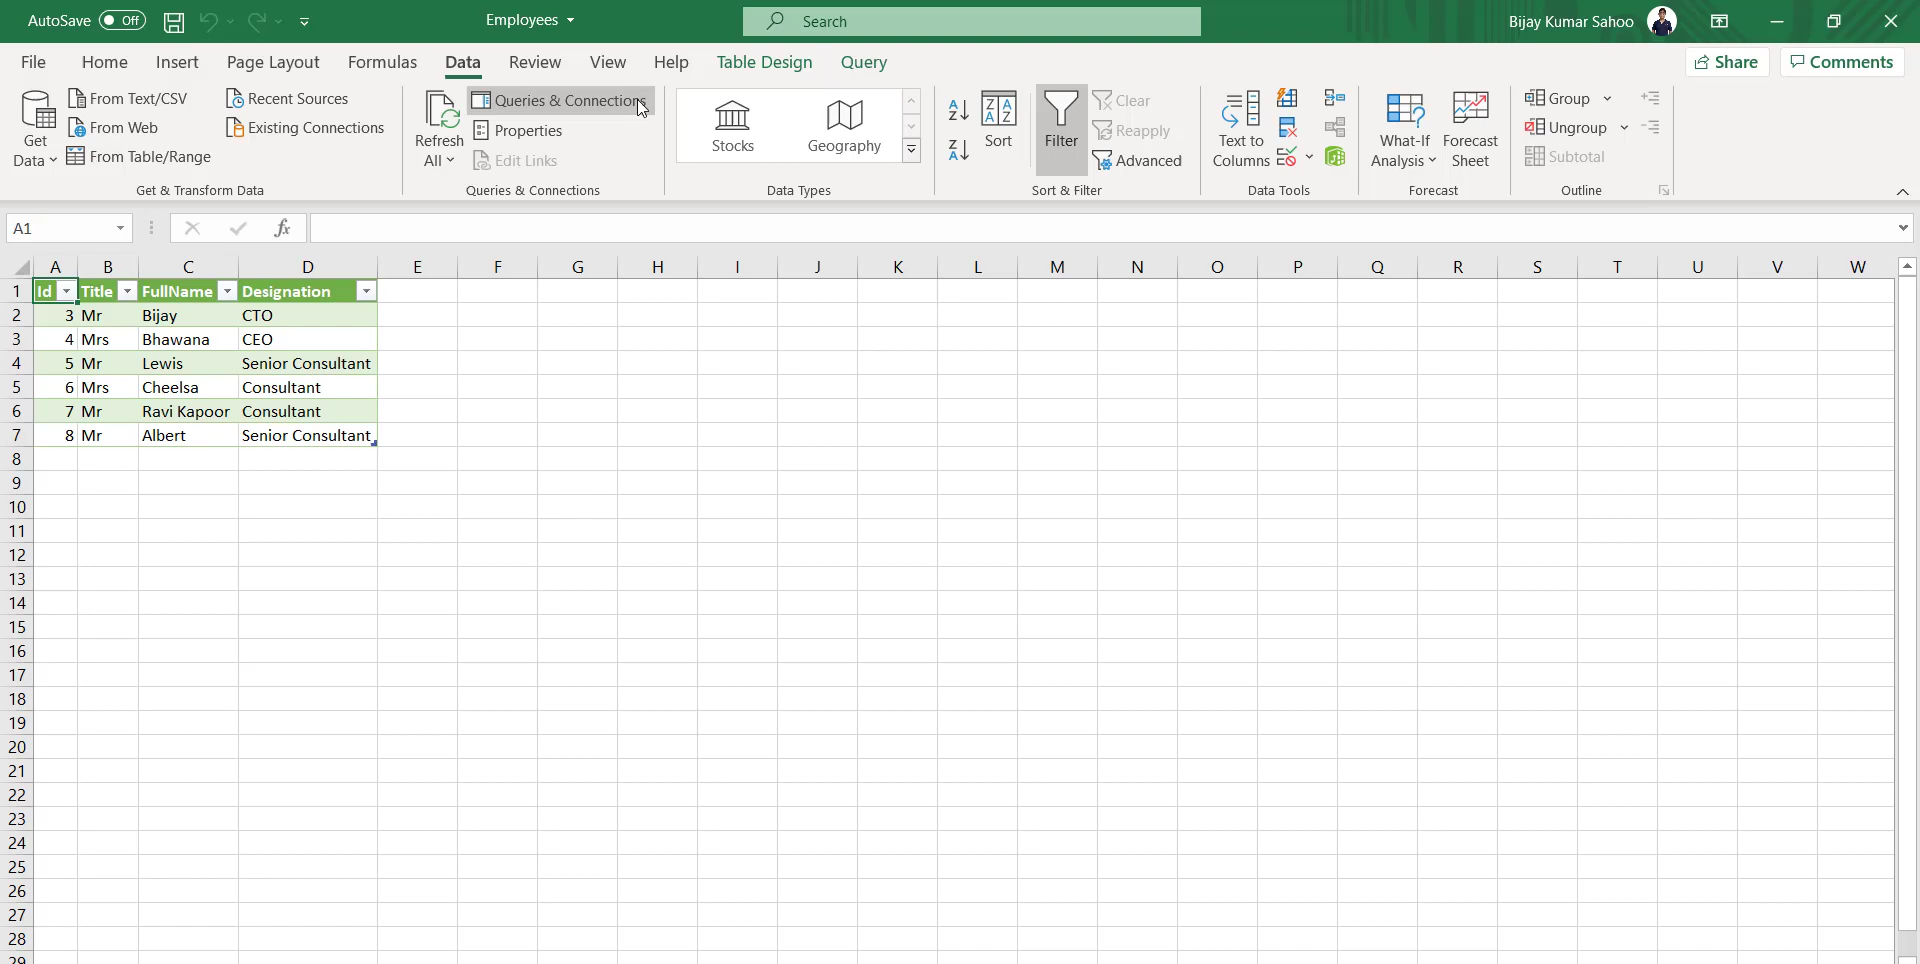 AutoSave Off Employees Search Bijay Kumar Sahoo
File Home Insert Page Layout Formulas Data Review View Help Table Design Query Share Comments
Get Data
From Text/CSV
From Web
From Table/Range
Recent Sources
Existing Connections
Get & Transform Data
Refresh All
Queries & Connections
Properties
Edit Links
Queries & Connections
Stocks
Geography
Data Types
Sort
Filter
Clear
Reapply
Advanced
Sort & Filter
Text to Columns
Data Tools
What-If Analysis
Forecast Sheet
Forecast
Group
Ungroup
Subtotal
Outline
A1 fx
A B C D E F G H I J K L M N O P Q R S T U V W
1 Id Title FullName Designation
2 3 Mr Bijay CTO
3 4 Mrs Bhawana CEO
4 5 Mr Lewis Senior Consultant
5 6 Mrs Cheelsa Consultant
6 7 Mr Ravi Kapoor Consultant
7 8 Mr Albert Senior Consultant
8
9
10
11
12
13
14
15
16
17
18
19
20
21
22
23
24
25
26
27
28
29